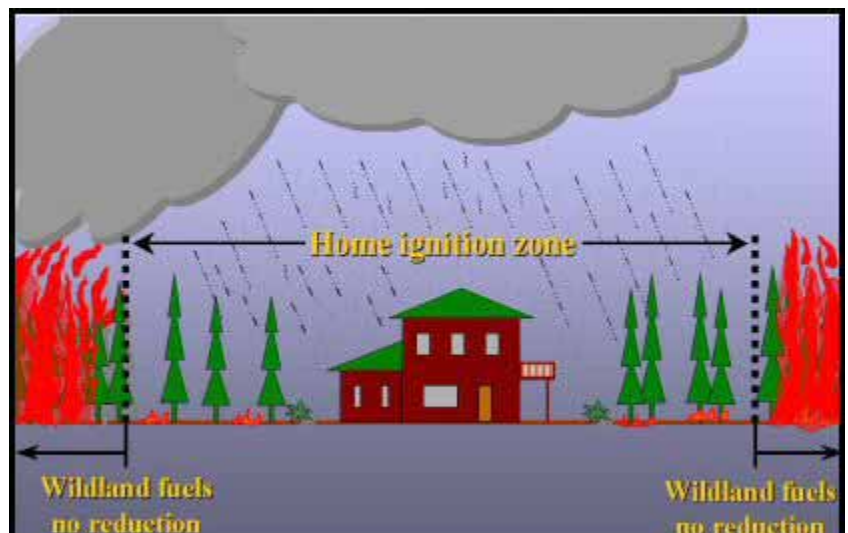 Home ignition zone
Wildland fuels
no reduction
Wildland fuels
no reduction